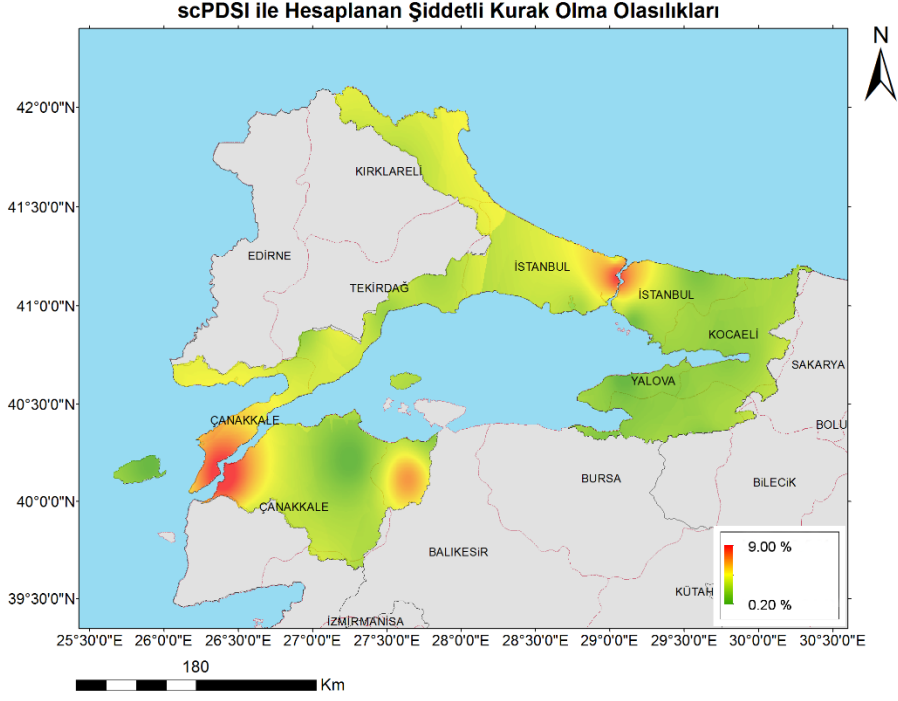 scPDSI ile Hesaplanan Şiddetli Kurak Olma Olasılıkları
N
42°0'0"N
KIRKLARELİ
41°30'0"N
EDİRNE
İSTANBUL
TEKİRDAĞ
İSTANBUL
41°0'0"N
KOCAELİ
SAKARYA
YALOVA
40°30'0"N
ÇANAKKALE
BOLU
40°0'0"N
BURSA
BiLECiK
ÇANAKKALE
BALIKESiR
9.00 %
39°30'0"N
KÜTAH
0.20 %
İZMİRMANİSA
25°30'0"E 26°0'0"E 26°30'0"E 27°0'0"E 27°30'0"E 28°0'0"E 28°30'0"E 29°0'0"E 29°30'0"E 30°0'0"E 30°30'0"E
180
Km